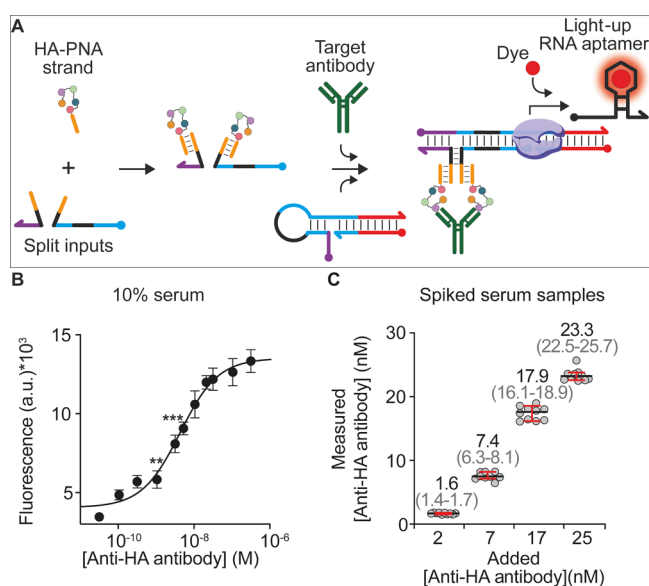 A
HA-PNA
strand
+
Split inputs
Target
antibody
Dye
Light-up
RNA aptamer
B
10% serum
Fluorescence (a.u.)*10³
15
10
5
**
***
10⁻¹⁰
10⁻⁸
10⁻⁶
[Anti-HA antibody] (M)
C
Spiked serum samples
Measured
[Anti-HA antibody] (nM)
30
20
10
0
1.6
(1.4-1.7)
7.4
(6.3-8.1)
17.9
(16.1-18.9)
23.3
(22.5-25.7)
2
7
17
25
Added
[Anti-HA antibody](nM)